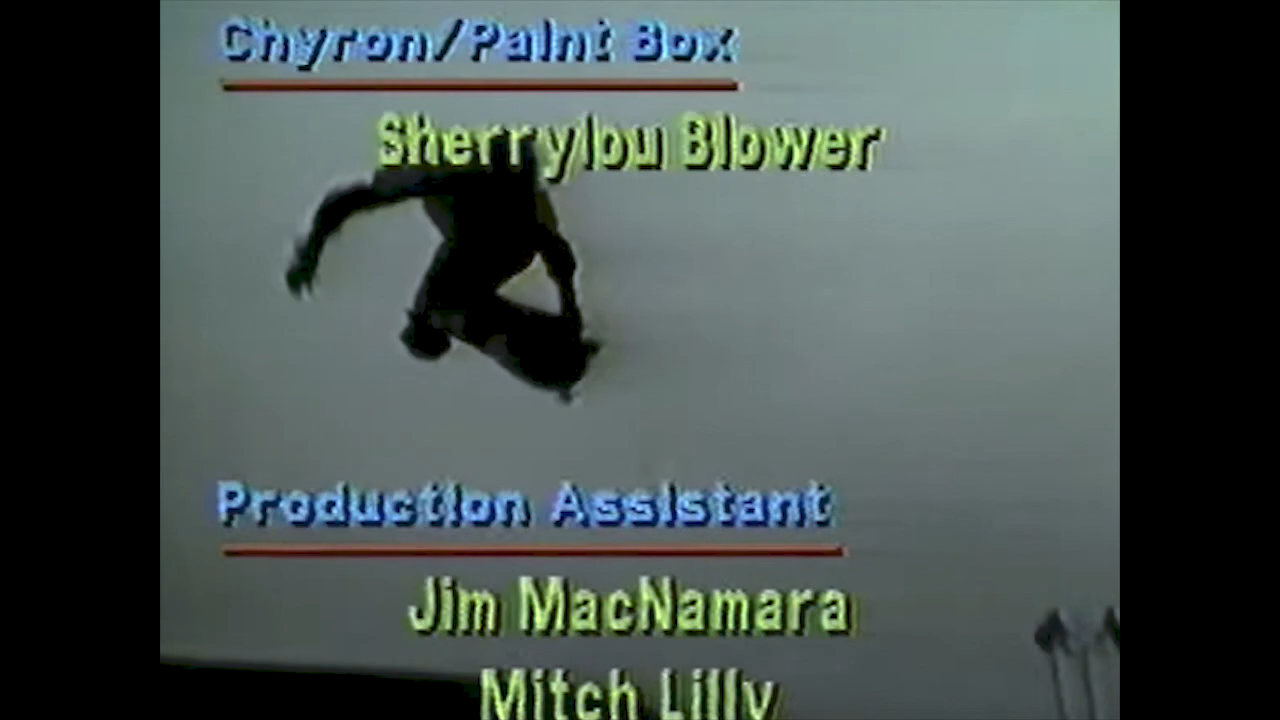 Chyron/Paint Box
Sherrylou Blower
Production Assistant
Jim MacNamara
Mitch Lilly